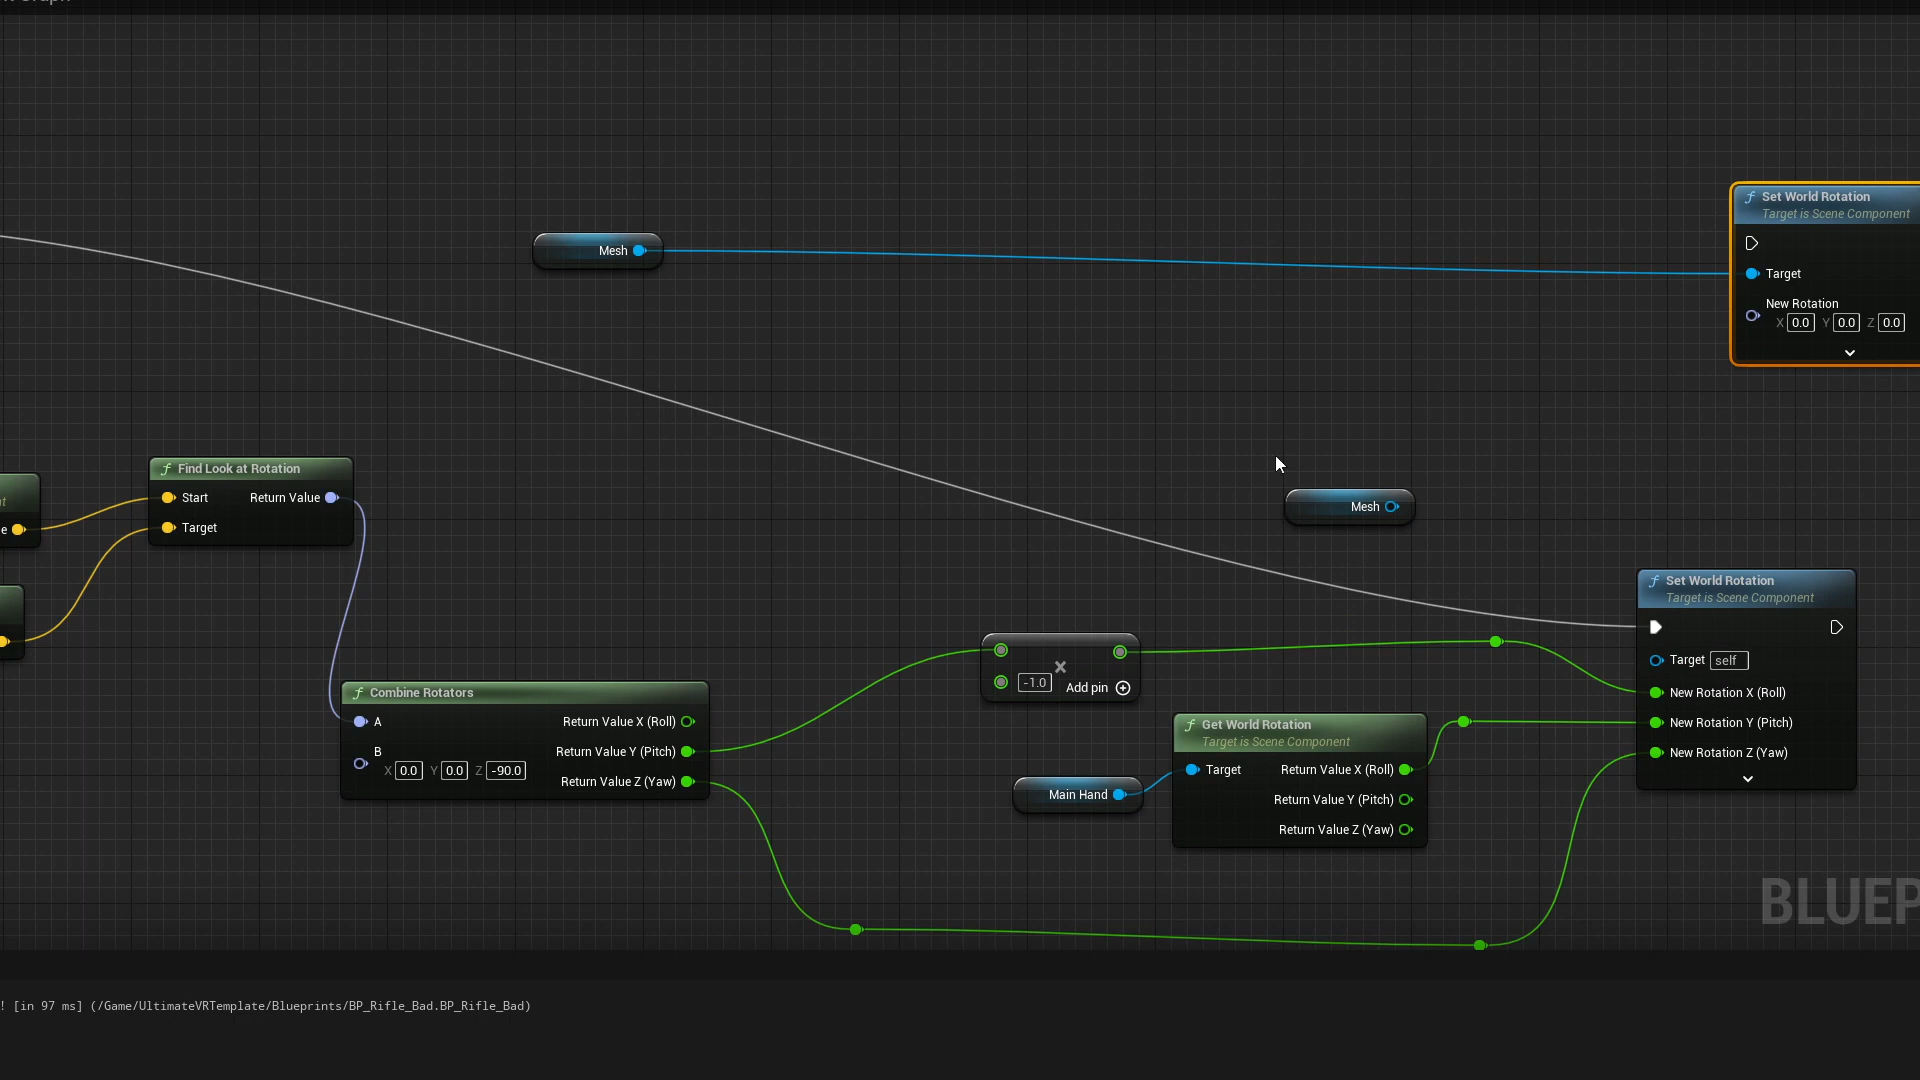 Mesh
ƒ Set World Rotation
Target is Scene Component
Target
New Rotation
X 0.0 Y 0.0 Z 0.0
ƒ Find Look at Rotation
Start Return Value
Target
Mesh
ƒ Set World Rotation
Target is Scene Component
Target self
New Rotation X (Roll)
New Rotation Y (Pitch)
New Rotation Z (Yaw)
-1.0 Add pin
ƒ Combine Rotators
A Return Value X (Roll)
B Return Value Y (Pitch)
X 0.0 Y 0.0 Z -90.0
Return Value Z (Yaw)
ƒ Get World Rotation
Target is Scene Component
Target Return Value X (Roll)
Return Value Y (Pitch)
Return Value Z (Yaw)
Main Hand
BLUEP
! [in 97 ms] (/Game/UltimateVRTemplate/Blueprints/BP_Rifle_Bad.BP_Rifle_Bad)